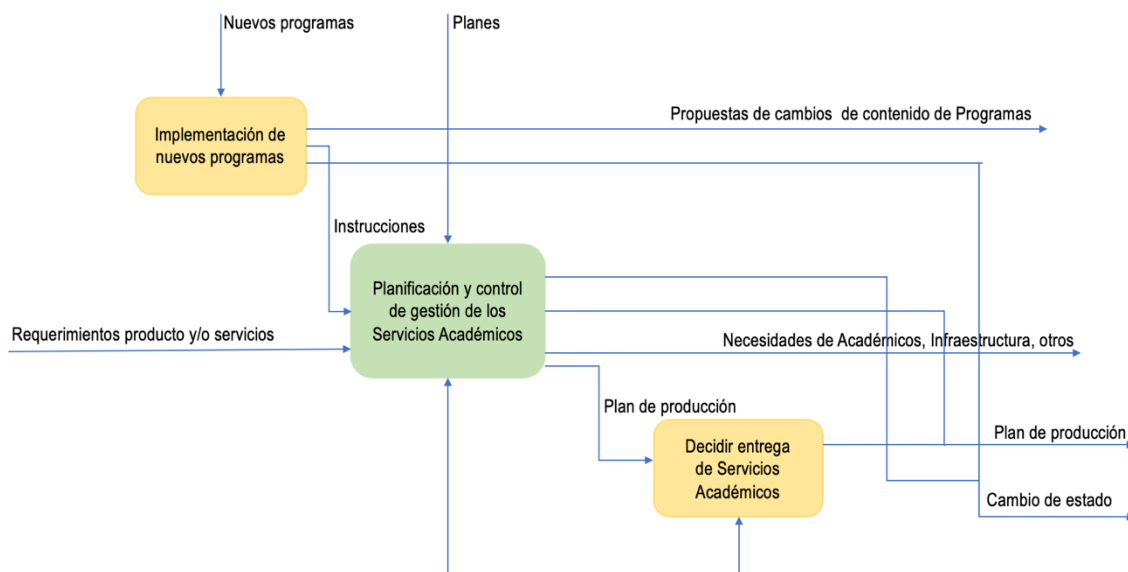 Nuevos programas
Planes
Propuestas de cambios de contenido de Programas
Implementación de
nuevos programas
Instrucciones
Planificación y control
de gestión de los
Servicios Académicos
Requerimientos producto y/o servicios
Necesidades de Académicos, Infraestructura, otros
Plan de producción
Decidir entrega
de Servicios
Académicos
Plan de producción
Cambio de estado